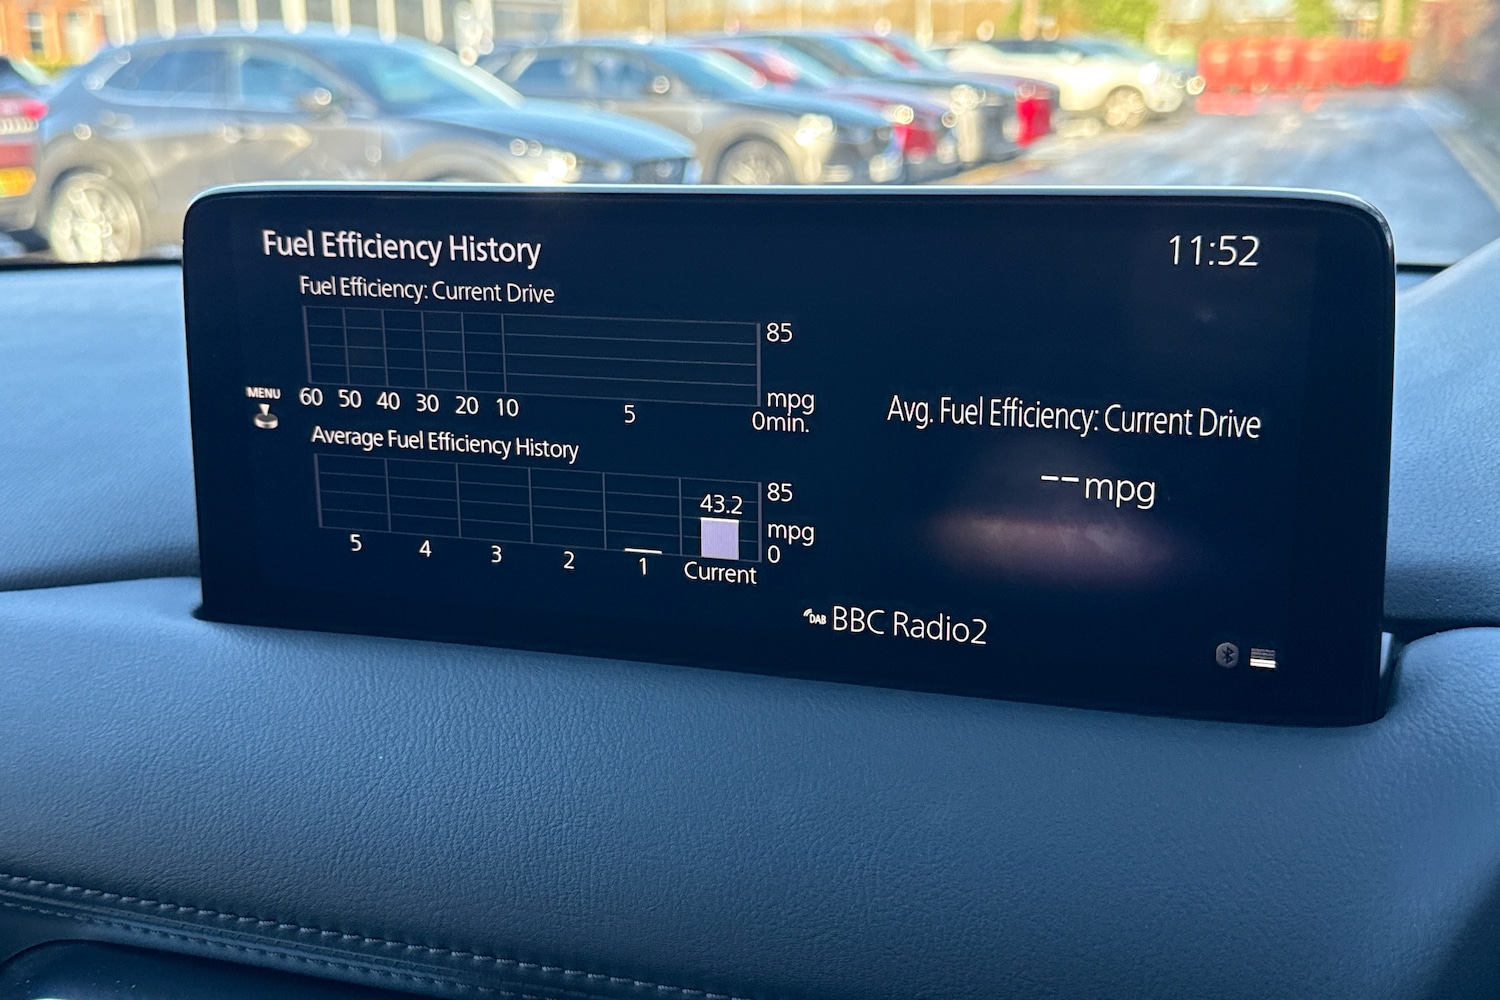 Fuel Efficiency History
11:52
Fuel Efficiency: Current Drive
85
mpg
60 50 40 30 20 10 5 0min.
MENU
Average Fuel Efficiency History
85
43.2
mpg
0
5 4 3 2 1 Current
Avg. Fuel Efficiency: Current Drive
--mpg
DAB BBC Radio2